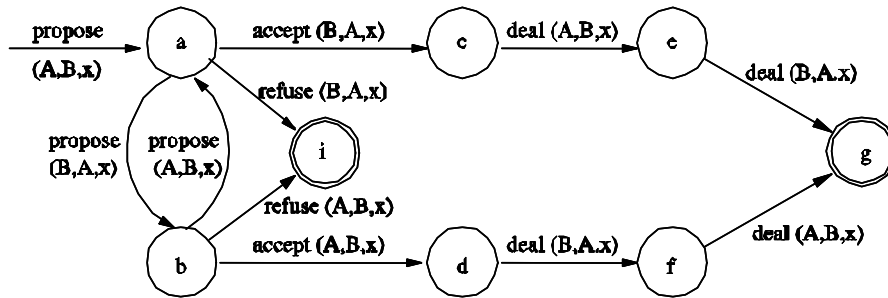 propose
(A,B,x)
a
accept (B,A,x)
c
deal (A,B,x)
e
deal (B,A.x)
refuse (B,A,x)
propose
(B,A,x)
propose
(A,B,x)
i
g
refuse (A,B,x)
b
accept (A,B,x)
d
deal (B,A.x)
f
deal (A,B,x)